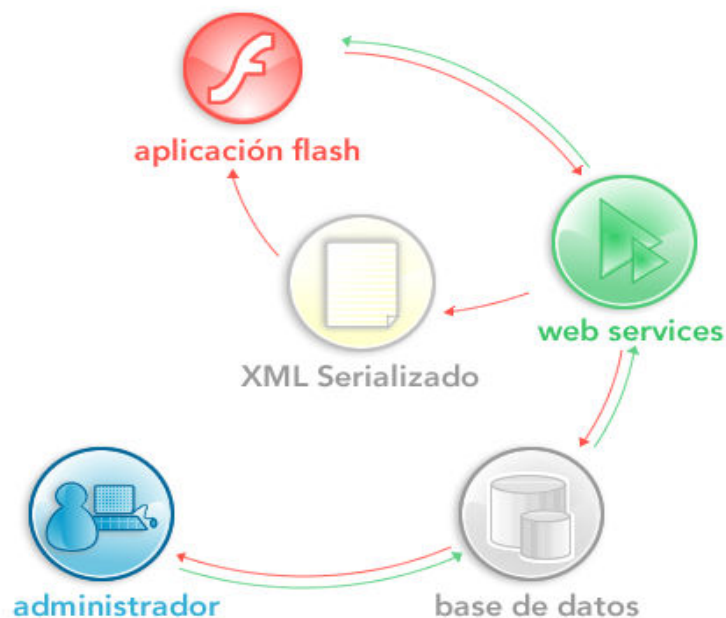 aplicación flash
web services
XML Serializado
administrador
base de datos